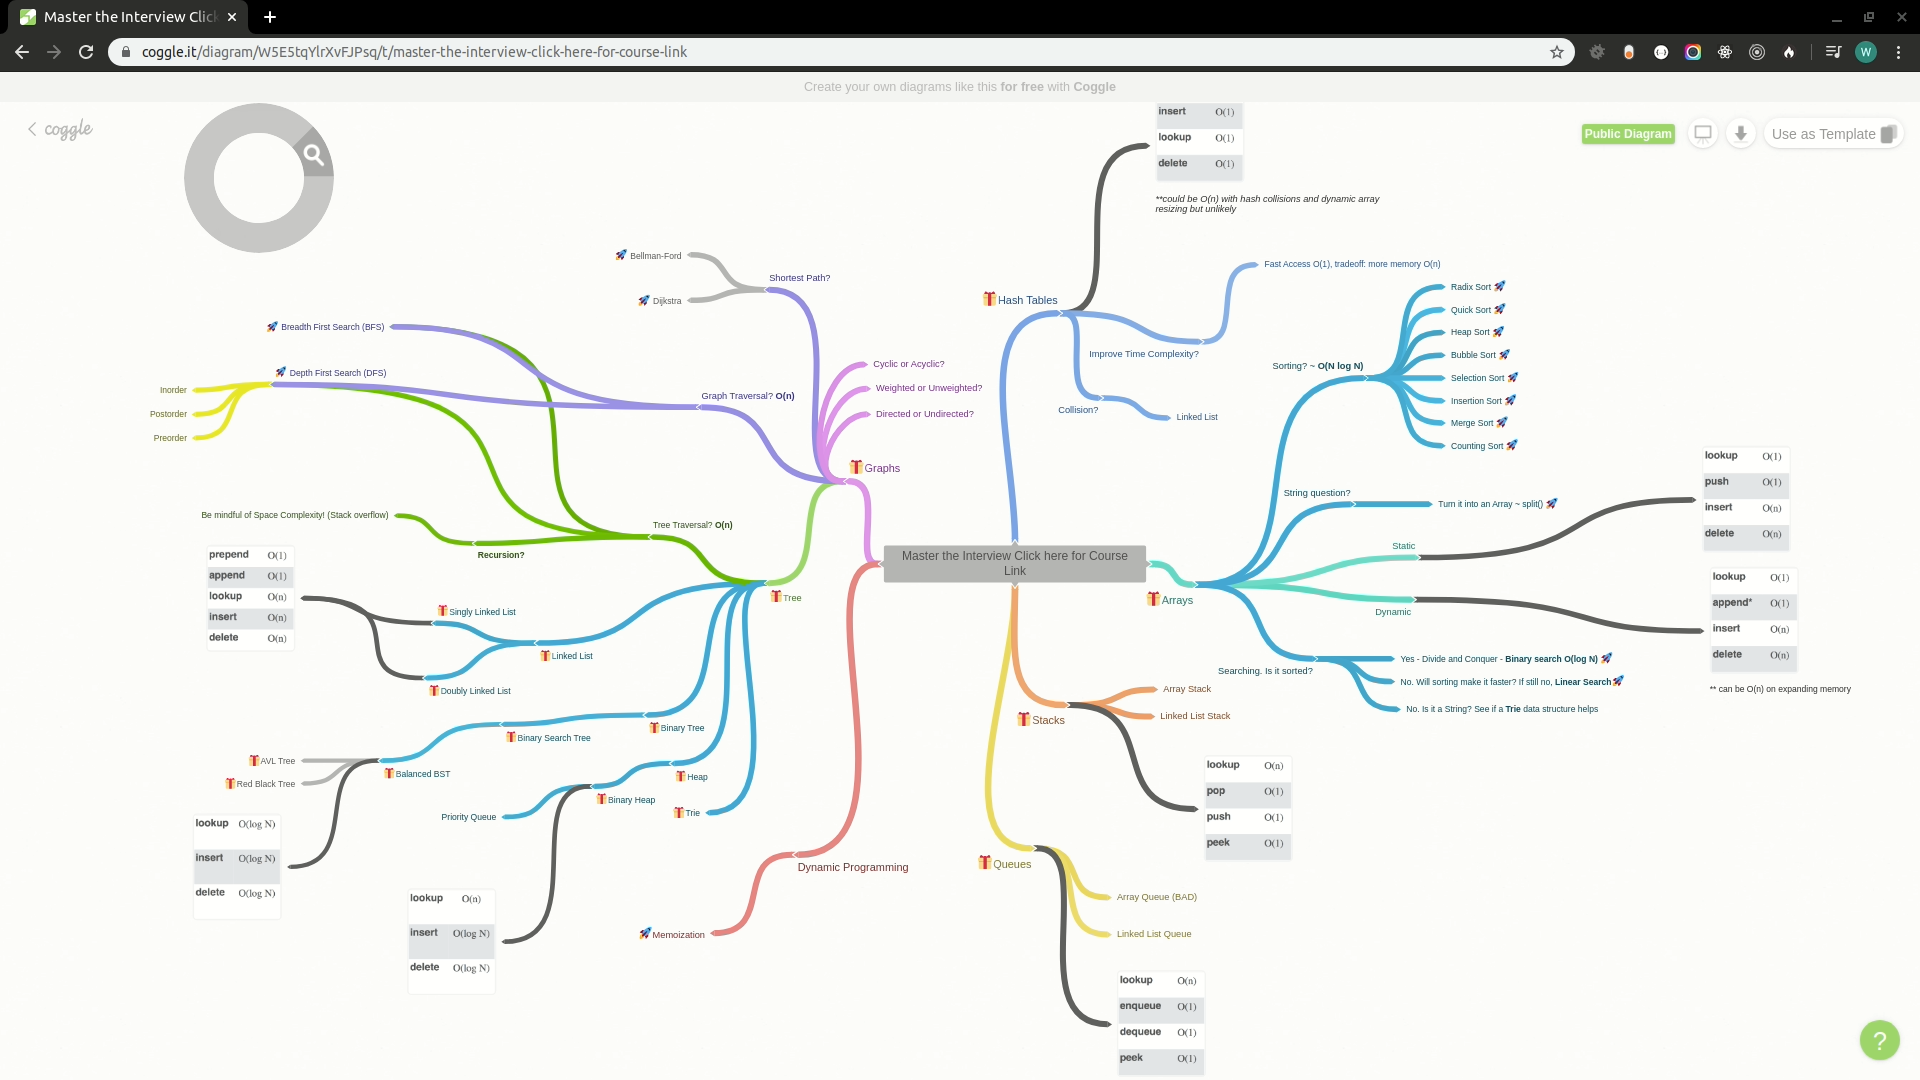 Master the Interview Click
coggle.it/diagram/W5E5tqYlrXvFJPsq/t/master-the-interview-click-here-for-course-link
W
Create your own diagrams like this for free with Coggle
coggle
Public Diagram
Use as Template
insert O(1)
lookup O(1)
delete O(1)
**could be O(n) with hash collisions and dynamic array
resizing but unlikely
Bellman-Ford
Shortest Path?
Dijkstra
Hash Tables
Fast Access O(1), tradeoff: more memory O(n)
Improve Time Complexity?
Collision?
Linked List
Breadth First Search (BFS)
Depth First Search (DFS)
Inorder
Postorder
Preorder
Graph Traversal? O(n)
Cyclic or Acyclic?
Weighted or Unweighted?
Directed or Undirected?
Graphs
Radix Sort
Quick Sort
Heap Sort
Bubble Sort
Sorting? ~ O(N log N)
Selection Sort
Insertion Sort
Merge Sort
Counting Sort
String question?
Turn it into an Array ~ split()
lookup O(1)
push O(1)
insert O(n)
delete O(n)
Be mindful of Space Complexity! (Stack overflow)
Tree Traversal? O(n)
Recursion?
Master the Interview Click here for Course
Link
Static
Dynamic
Arrays
Tree
lookup O(1)
append* O(1)
insert O(n)
delete O(n)
** can be O(n) on expanding memory
prepend O(1)
append O(1)
lookup O(n)
insert O(n)
delete O(n)
Singly Linked List
Linked List
Doubly Linked List
Searching. Is it sorted?
Yes - Divide and Conquer - Binary search O(log N)
No. Will sorting make it faster? If still no, Linear Search
No. Is it a String? See if a Trie data structure helps
Array Stack
Stacks
Linked List Stack
Binary Tree
Binary Search Tree
AVL Tree
Balanced BST
Red Black Tree
Heap
Binary Heap
Priority Queue
Trie
lookup O(n)
pop O(1)
push O(1)
peek O(1)
lookup O(log N)
insert O(log N)
delete O(log N)
Dynamic Programming
Queues
Array Queue (BAD)
Linked List Queue
lookup O(n)
insert O(log N)
delete O(log N)
Memoization
lookup O(n)
enqueue O(1)
dequeue O(1)
peek O(1)
?